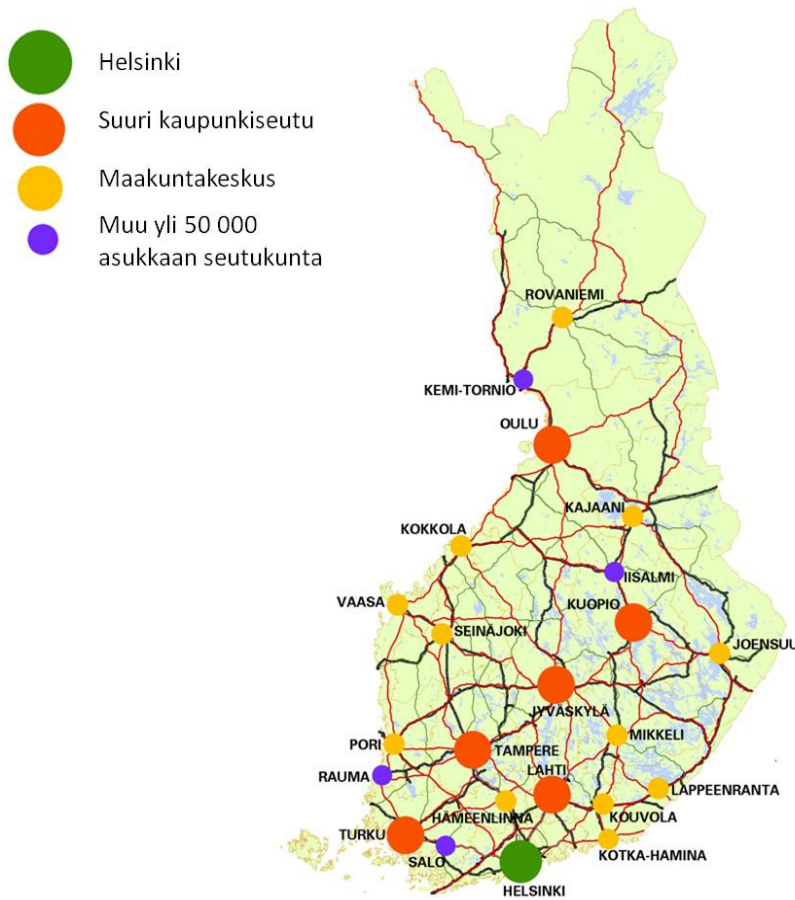 Helsinki
Suuri kaupunkiseutu
Maakuntakeskus
Muu yli 50 000
asukkaan seutukunta
ROVANIEMI
KEMI-TORNIO
OULU
KAJAANI
KOKKOLA
IISALMI
VAASA
KUOPIO
SEINÄJOKI
JOENSUU
JYVÄSKYLÄ
MIKKELI
PORI
TAMPERE
LAHTI
RAUMA
LAPPEENRANTA
HÄMEENLINNA
KOUVOLA
TURKU
SALO
KOTKA-HAMINA
HELSINKI